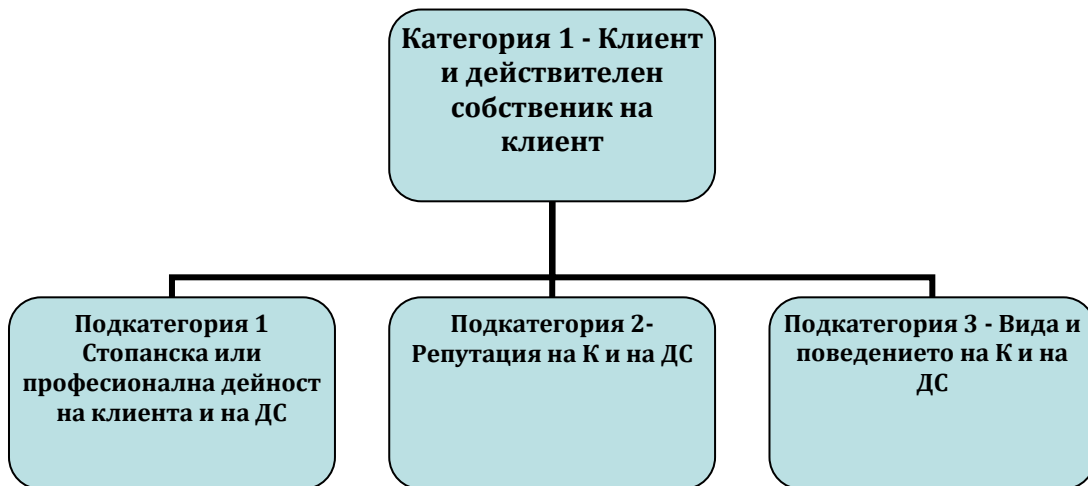 Категория 1 - Клиент
и действителен
собственик на
клиент
Подкатегория 1
Стопанска или
професионална дейност
на клиента и на ДС
Подкатегория 2-
Репутация на К и на ДС
Подкатегория 3 - Вида и
поведението на К и на
ДС